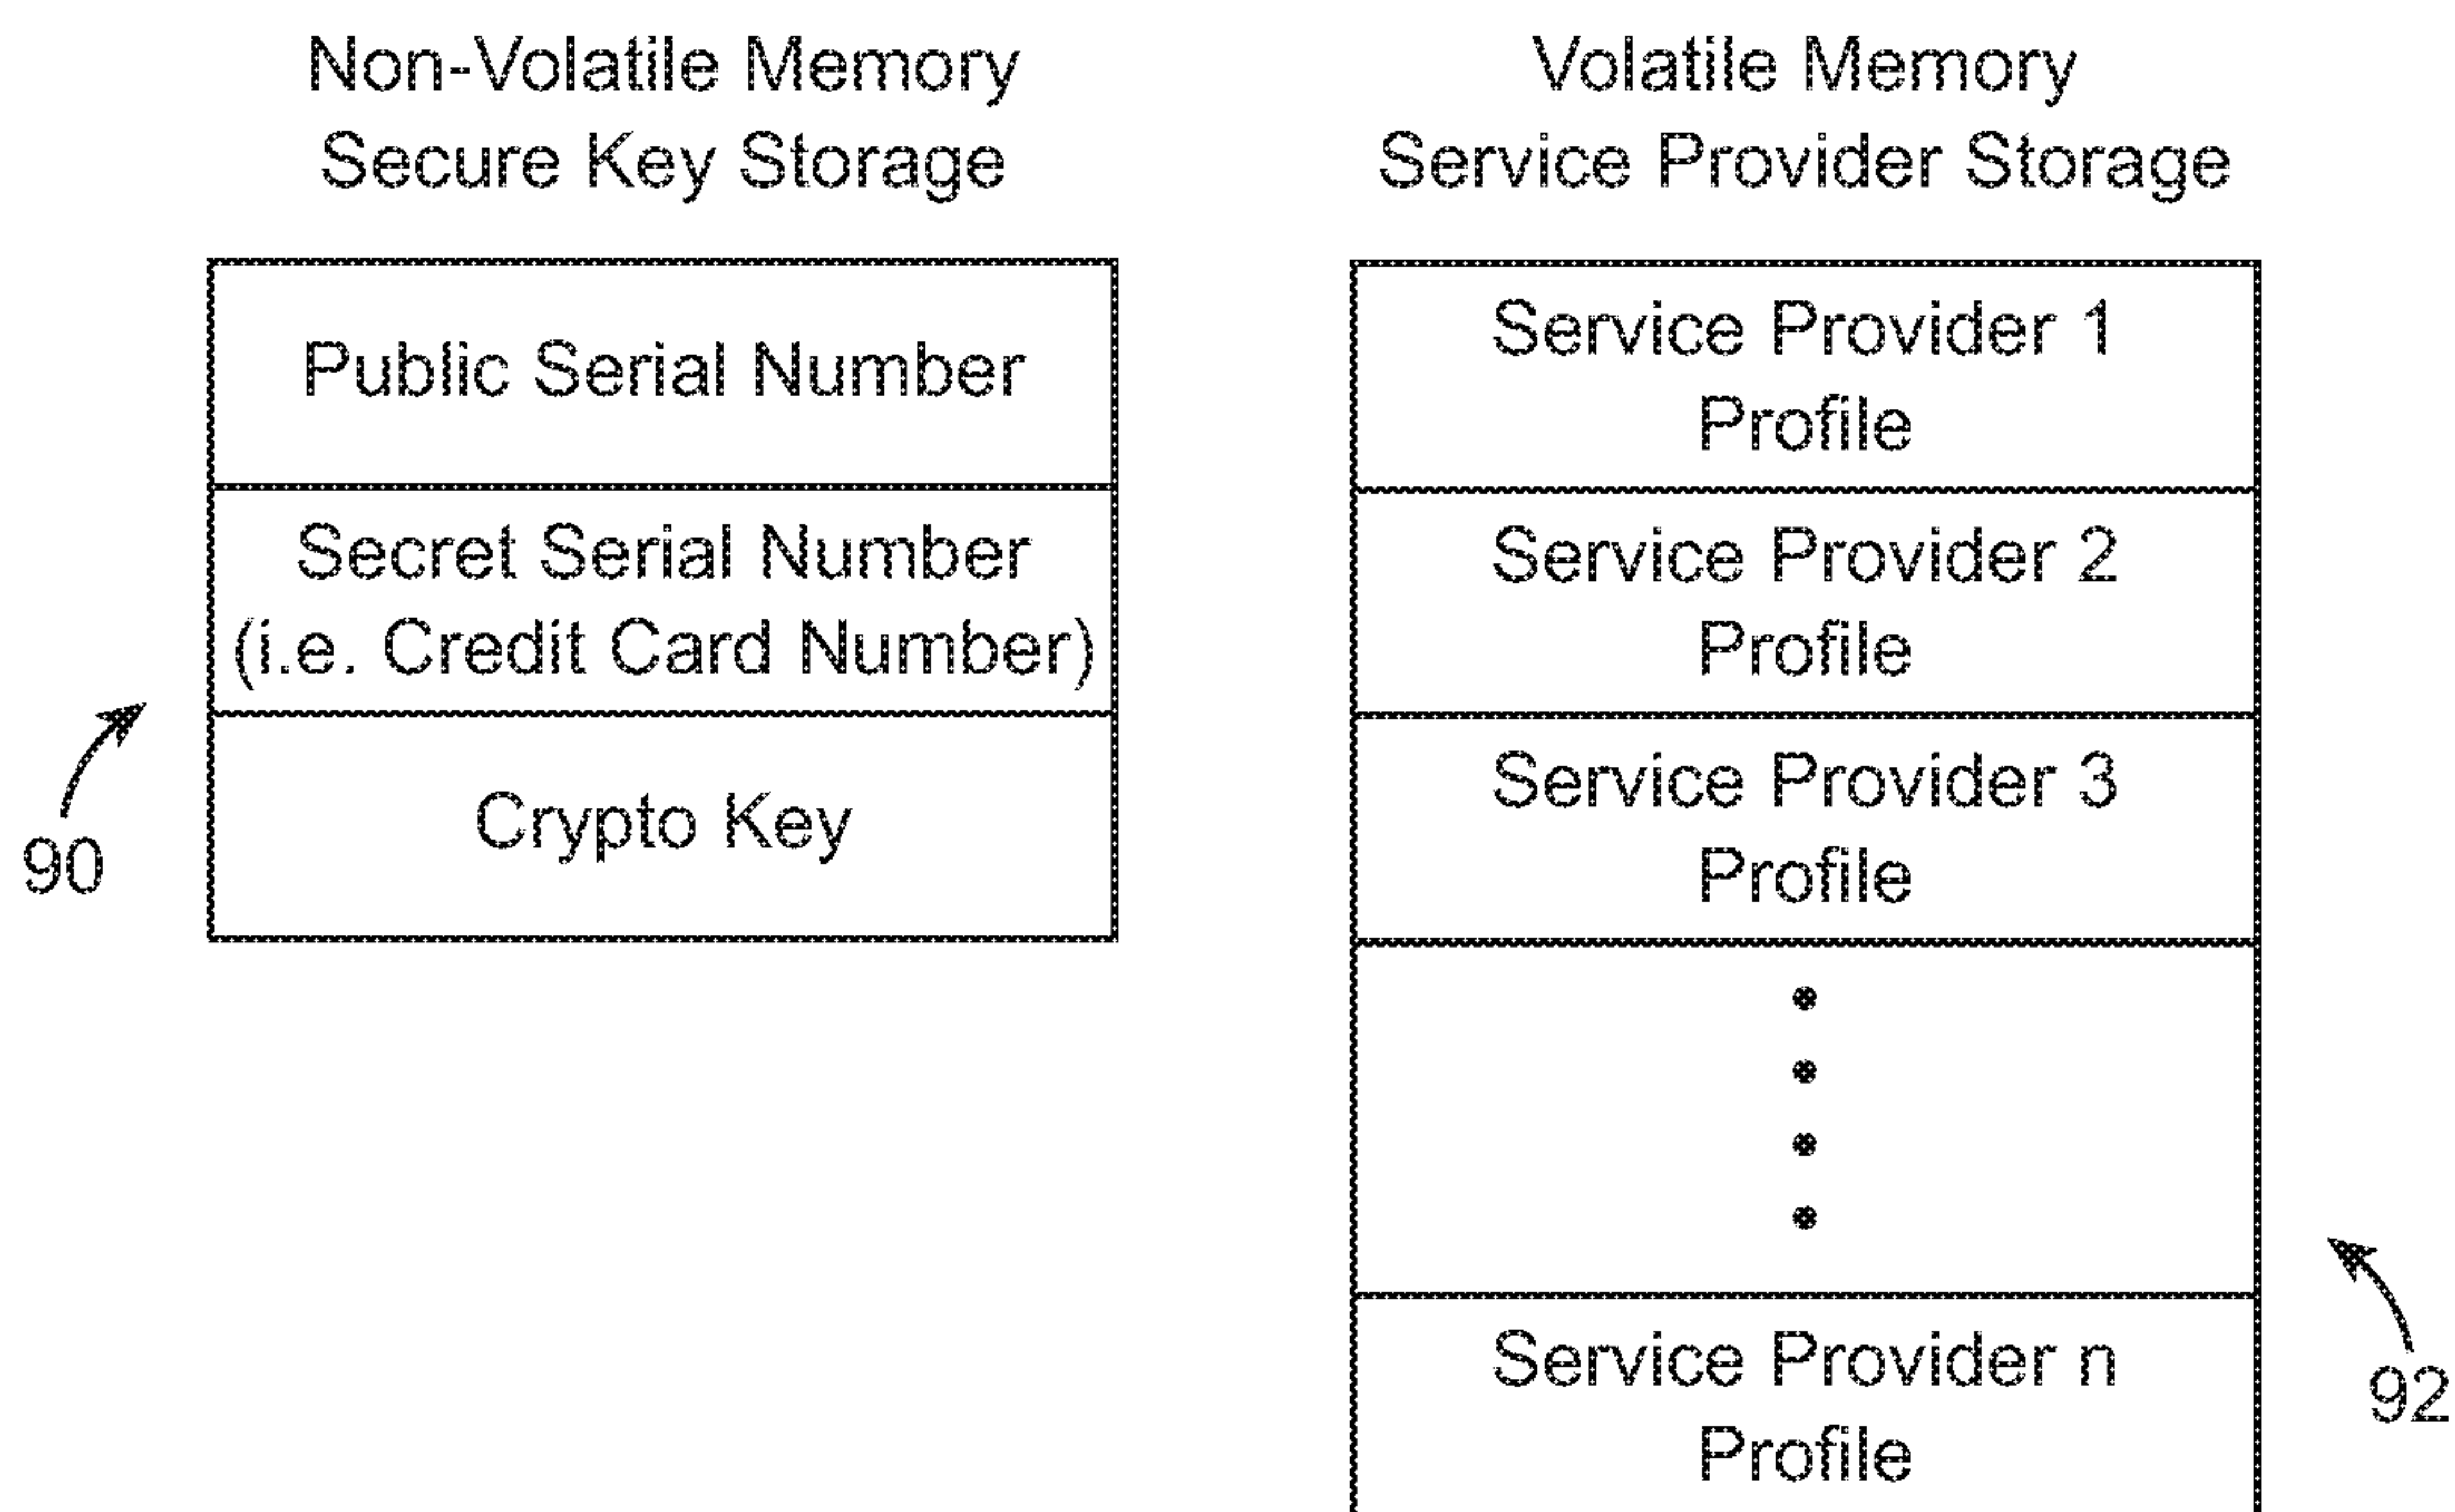 Non-Volatile Memory
Secure Key Storage
Public Serial Number
Secret Serial Number
(i.e. Credit Card Number)
Crypto Key
90
Volatile Memory
Service Provider Storage
Service Provider 1
Profile
Service Provider 2
Profile
Service Provider 3
Profile
Service Provider n
Profile
92